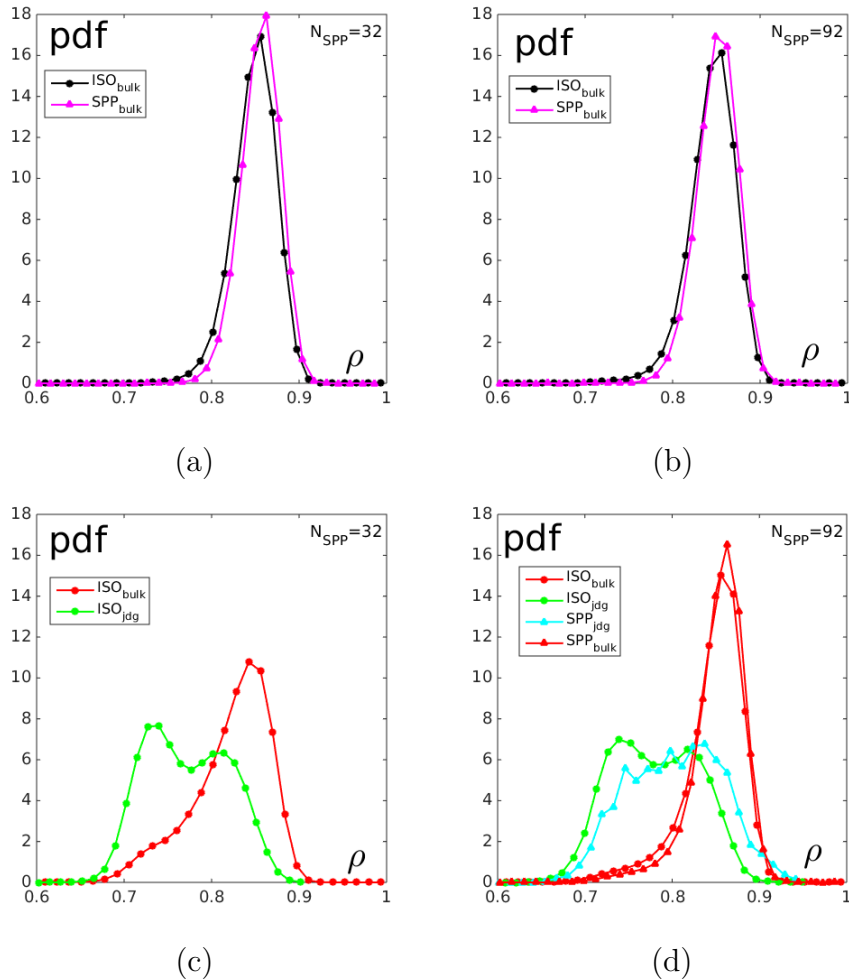 pdf
N_SPP=32
ISO_bulk
SPP_bulk
18
16
14
12
10
8
6
4
2
0
0.6
0.7
0.8
0.9
1
ρ
(a)
pdf
N_SPP=92
ISO_bulk
SPP_bulk
18
16
14
12
10
8
6
4
2
0
0.6
0.7
0.8
0.9
1
ρ
(b)
pdf
N_SPP=32
ISO_bulk
ISO_jdg
18
16
14
12
10
8
6
4
2
0
0.6
0.7
0.8
0.9
1
ρ
(c)
pdf
N_SPP=92
ISO_bulk
ISO_jdg
SPP_jdg
SPP_bulk
18
16
14
12
10
8
6
4
2
0
0.6
0.7
0.8
0.9
1
ρ
(d)